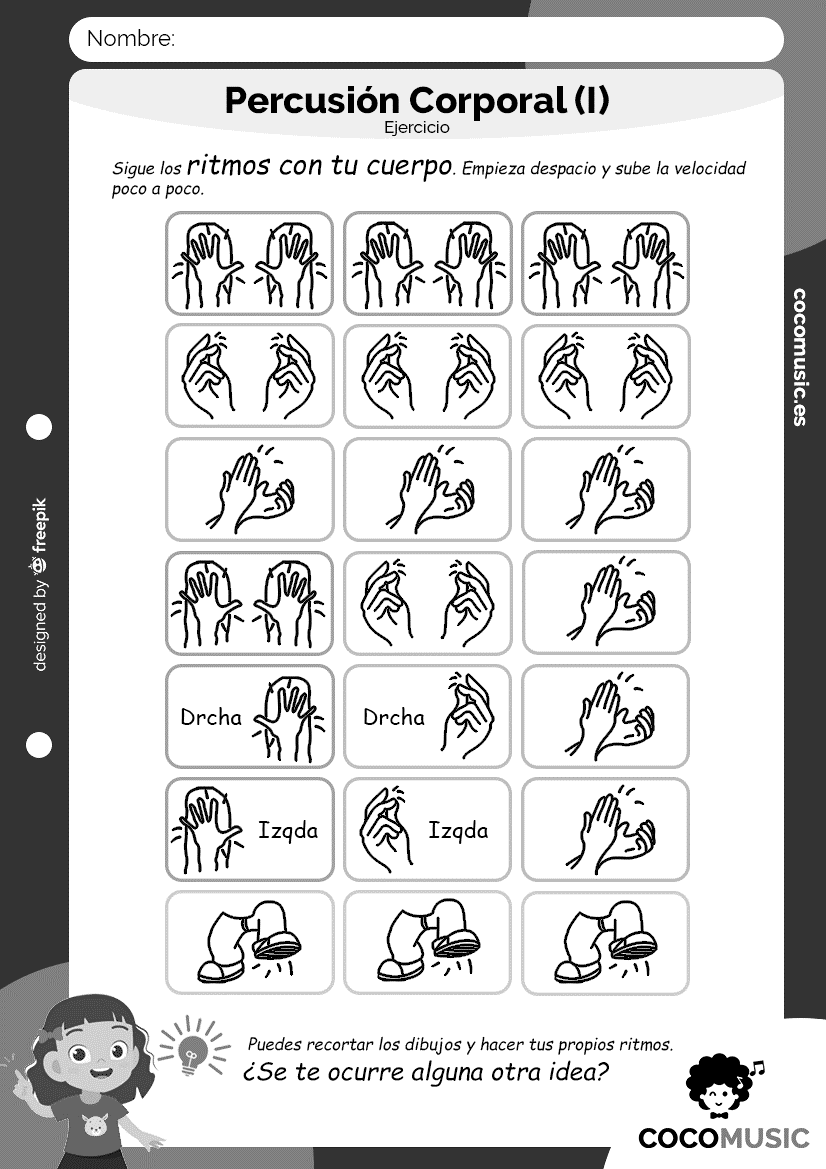 Nombre:
Percusión Corporal (I)
Ejercicio
Sigue los ritmos con tu cuerpo. Empieza despacio y sube la velocidad
poco a poco.
cocomusic.es
designed by freepik
Drcha
Drcha
Izqda
Izqda
Puedes recortar los dibujos y hacer tus propios ritmos.
¿Se te ocurre alguna otra idea?
COCOMUSIC